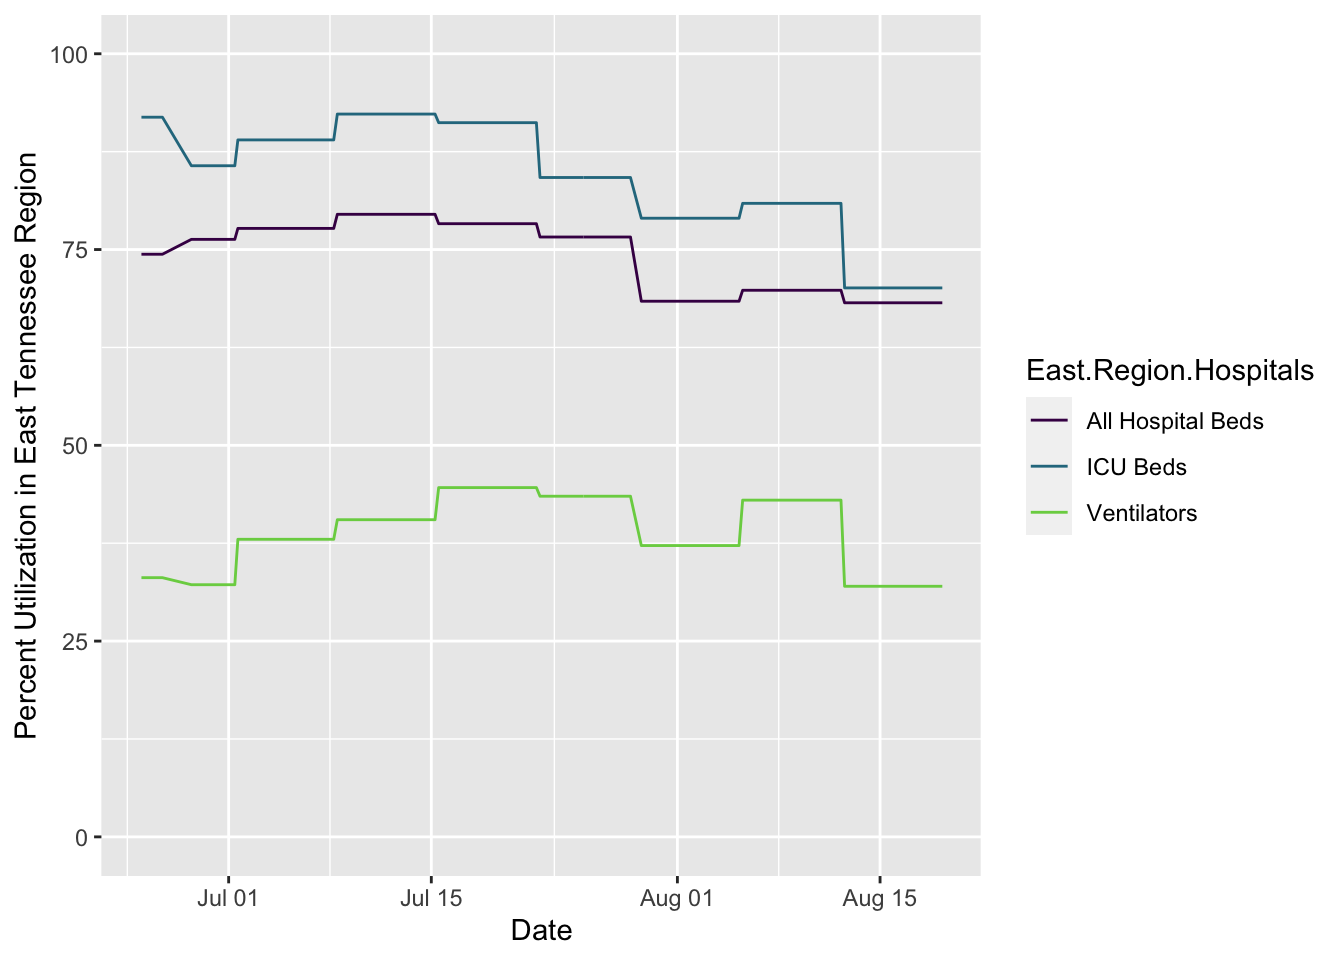 Percent Utilization in East Tennessee Region
100
75
50
25
0
Jul 01
Jul 15
Aug 01
Aug 15
Date
East.Region.Hospitals
All Hospital Beds
ICU Beds
Ventilators